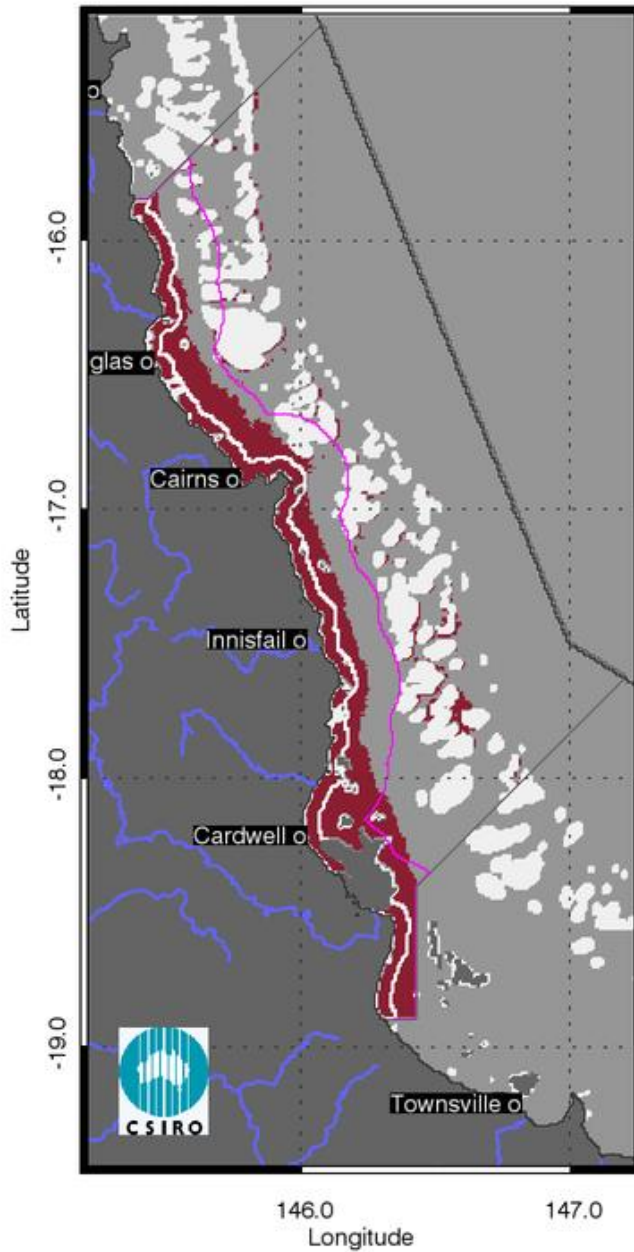 o
-16.0
glas o
Cairns o
-17.0
Latitude
Innisfail o
-18.0
Cardwell o
-19.0
CSIRO
Townsville o
146.0
147.0
Longitude